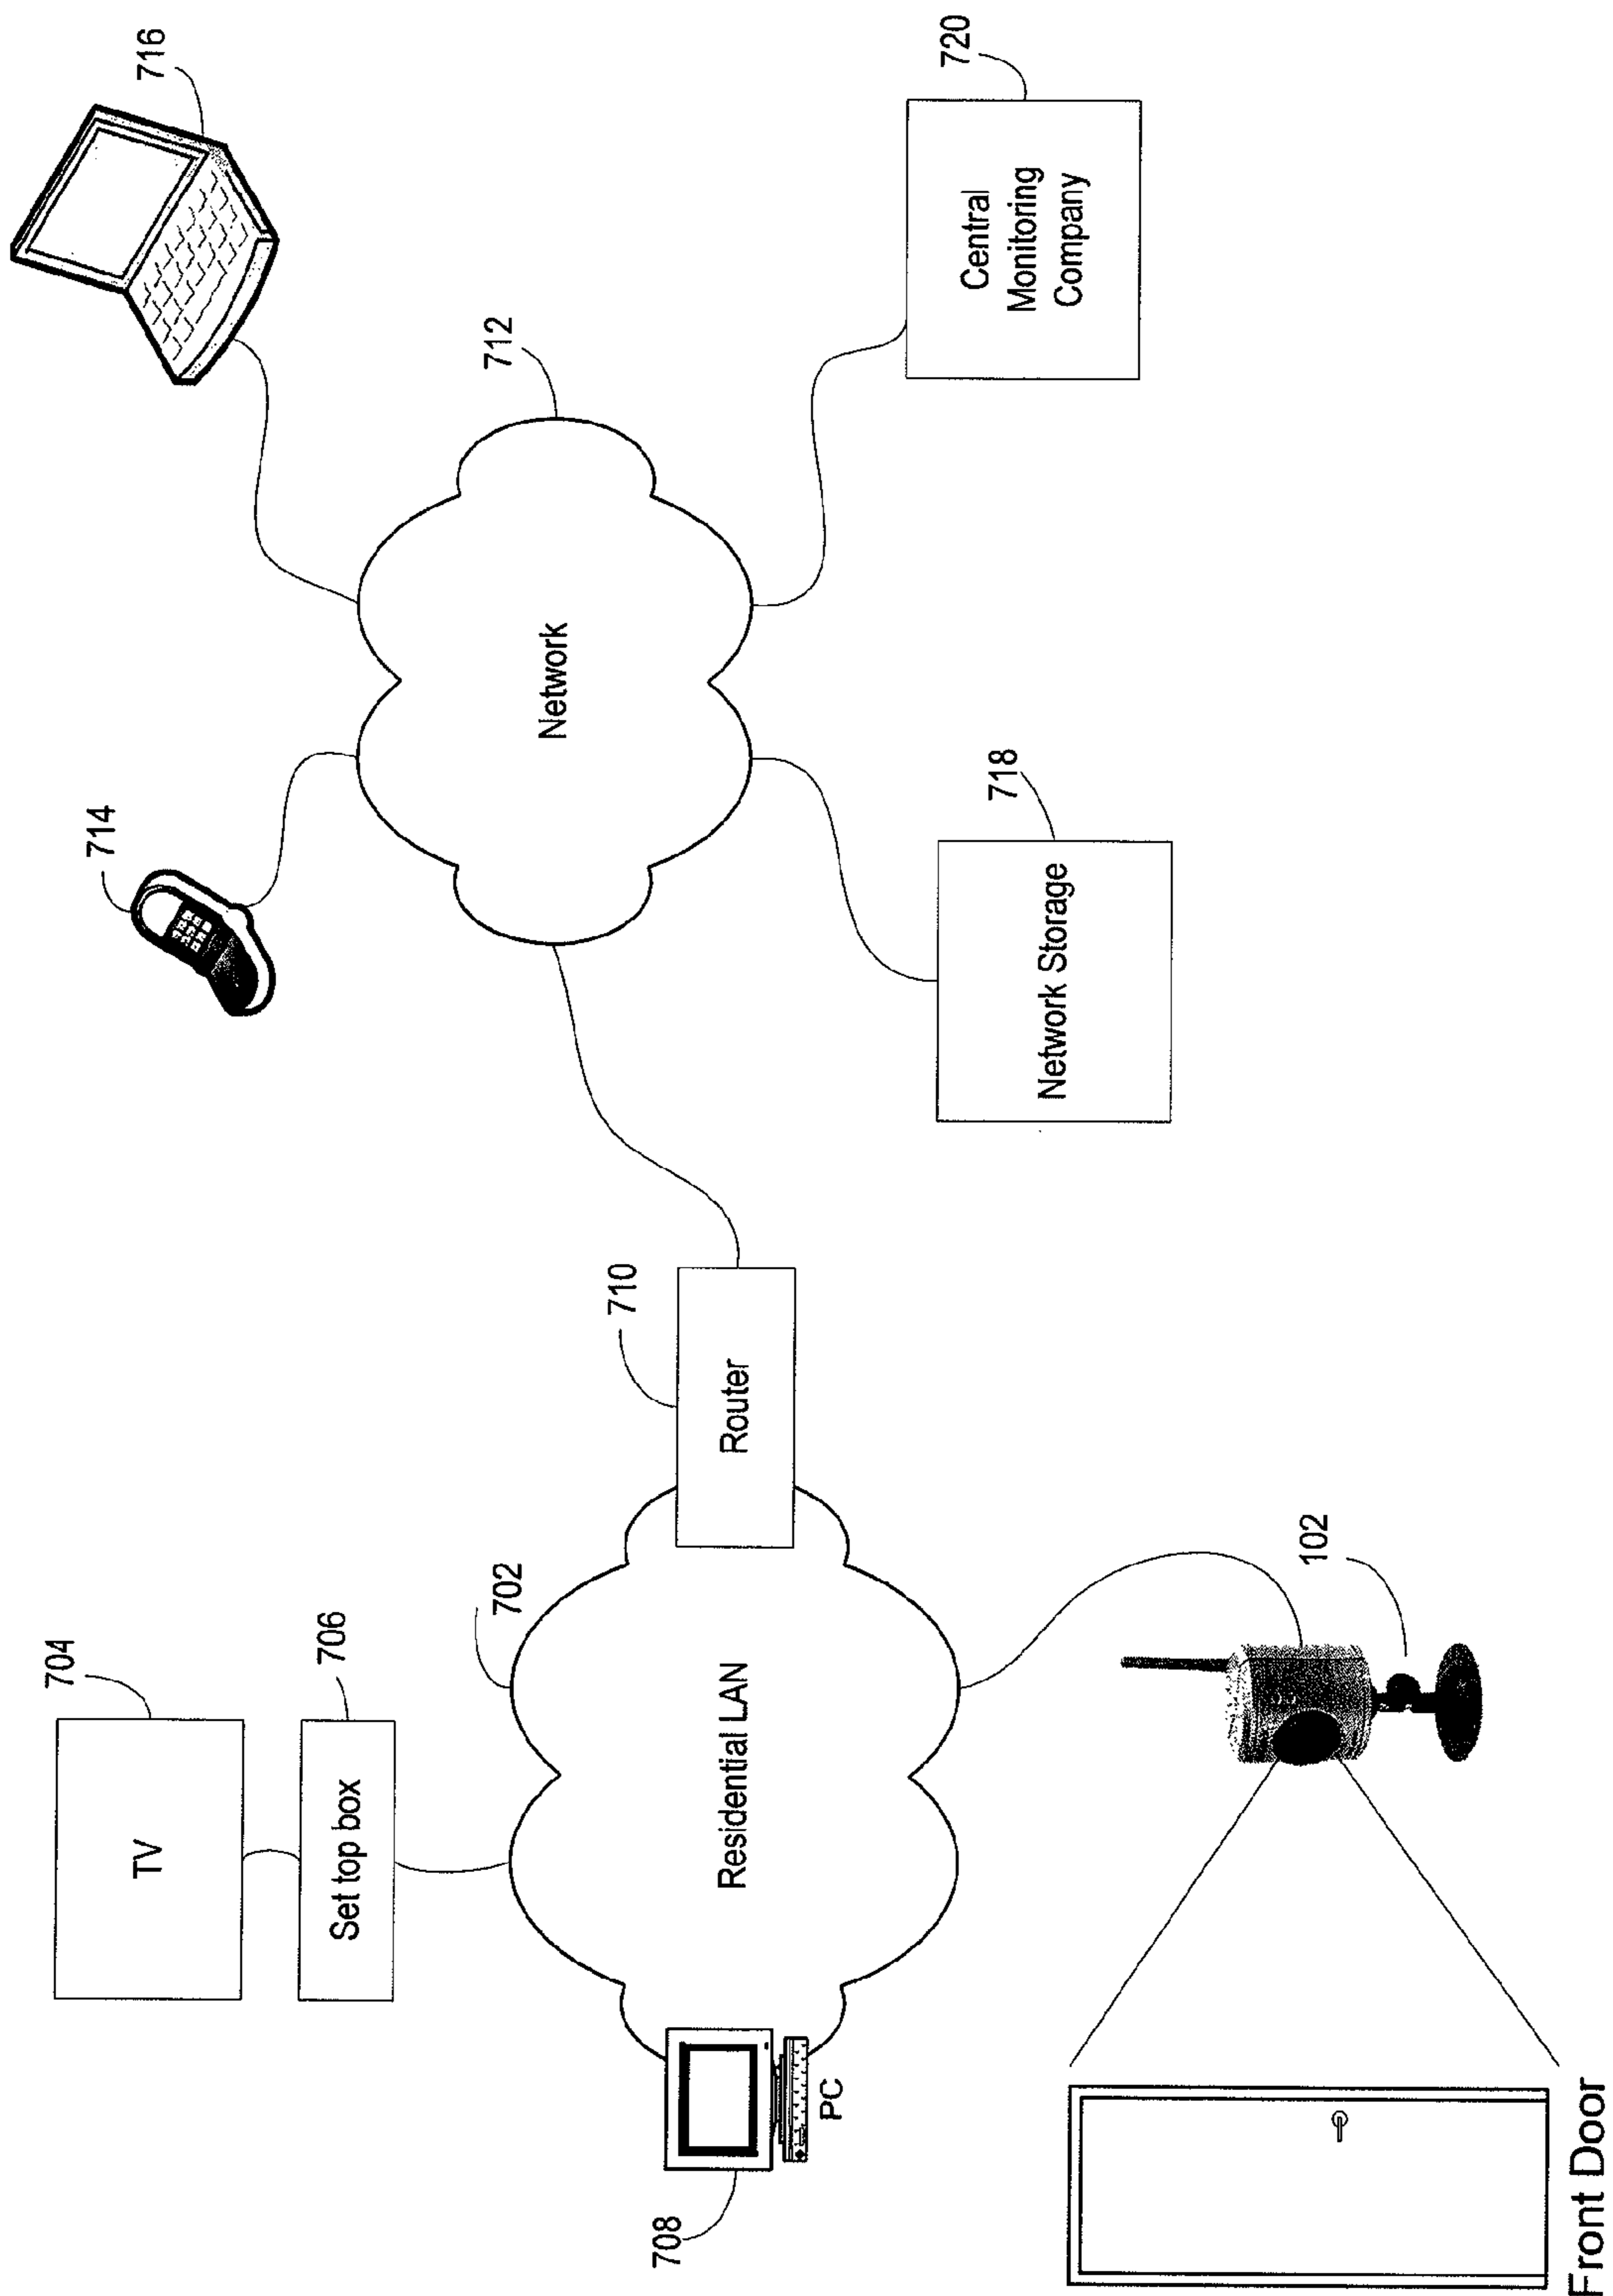 704
TV
706
Set top box
702
Residential LAN
708
PC
710
Router
102
Front Door
714
716
712
Network
718
Network Storage
720
Central
Monitoring
Company